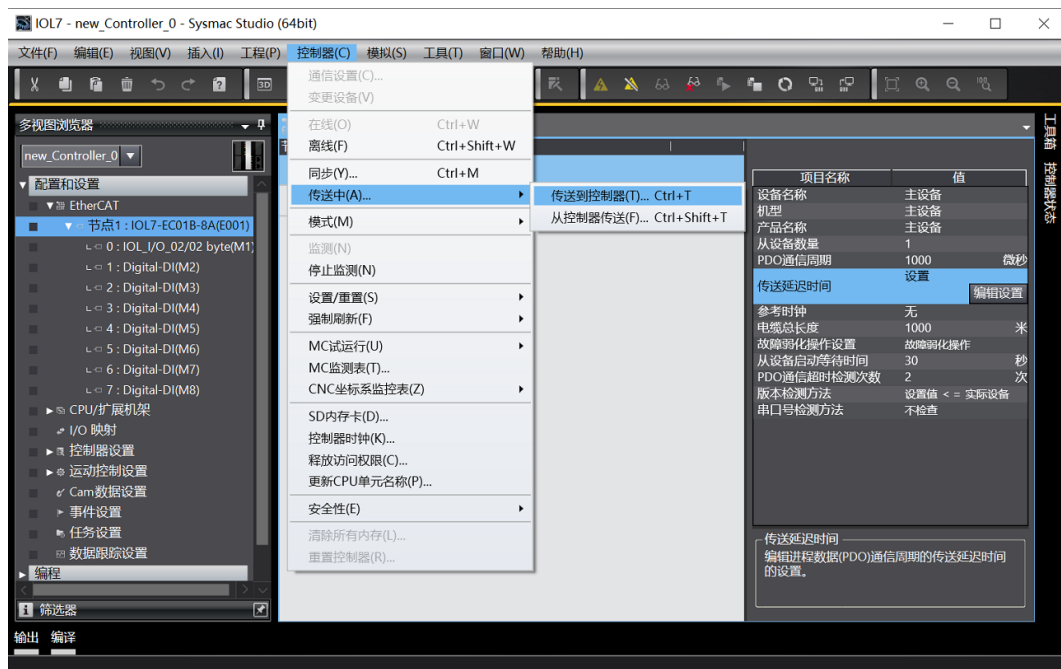 IOL7 - new_Controller_0 - Sysmac Studio (64bit)
文件(F) 编辑(E) 视图(V) 插入(I) 工程(P) 控制器(C) 模拟(S) 工具(T) 窗口(W) 帮助(H)
3D
多视图浏览器
new_Controller_0
配置和设置
EtherCAT
节点1 : IOL7-EC01B-8A(E001)
0 : IOL_I/O_02/02 byte(M1)
1 : Digital-DI(M2)
2 : Digital-DI(M3)
3 : Digital-DI(M4)
4 : Digital-DI(M5)
5 : Digital-DI(M6)
6 : Digital-DI(M7)
7 : Digital-DI(M8)
CPU/扩展机架
I/O 映射
控制器设置
运动控制设置
Cam数据设置
事件设置
任务设置
数据跟踪设置
编程
筛选器
通信设置(C)...
变更设备(V)
在线(O) Ctrl+W
离线(F) Ctrl+Shift+W
同步(Y)... Ctrl+M
传送中(A)...
模式(M)
监测(N)
停止监测(N)
设置/重置(S)
强制刷新(F)
MC试运行(U)
MC监测表(T)...
CNC坐标系监控表(Z)
SD内存卡(D)...
控制器时钟(K)...
释放访问权限(C)...
更新CPU单元名称(P)...
安全性(E)
清除所有内存(L)...
重置控制器(R)...
传送到控制器(T)... Ctrl+T
从控制器传送(F)... Ctrl+Shift+T
项目名称 值
设备名称 主设备
机型 主设备
产品名称 主设备
从设备数量 1
PDO通信周期 1000 微秒
传送延迟时间 设置
编辑设置
参考时钟 无
电缆总长度 1000 米
故障弱化操作设置 故障弱化操作
从设备启动等待时间 30 秒
PDO通信超时检测次数 2 次
版本检测方法 设置值 < = 实际设备
串口号检测方法 不检查
传送延迟时间
编辑进程数据(PDO)通信周期的传送延迟时间
的设置。
工具箱 控制器状态
输出 编译